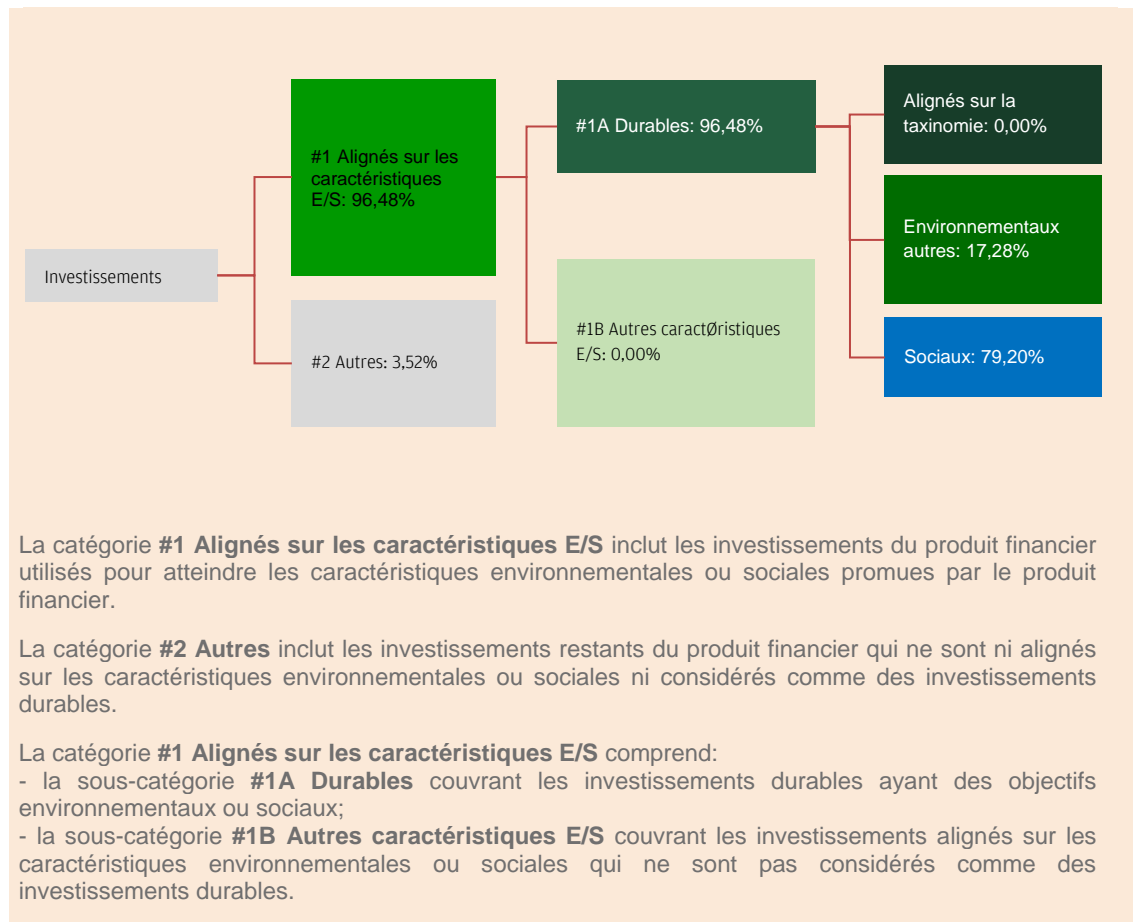 Investissements
#1 Alignés sur les
caractéristiques
E/S: 96,48%
#2 Autres: 3,52%
#1A Durables: 96,48%
#1B Autres caractØristiques
E/S: 0,00%
Alignés sur la
taxinomie: 0,00%
Environnementaux
autres: 17,28%
Sociaux: 79,20%
La catégorie #1 Alignés sur les caractéristiques E/S inclut les investissements du produit financier
utilisés pour atteindre les caractéristiques environnementales ou sociales promues par le produit
financier.
La catégorie #2 Autres inclut les investissements restants du produit financier qui ne sont ni alignés
sur les caractéristiques environnementales ou sociales ni considérés comme des investissements
durables.
La catégorie #1 Alignés sur les caractéristiques E/S comprend:
- la sous-catégorie #1A Durables couvrant les investissements durables ayant des objectifs
environnementaux ou sociaux;
- la sous-catégorie #1B Autres caractéristiques E/S couvrant les investissements alignés sur les
caractéristiques environnementales ou sociales qui ne sont pas considérés comme des
investissements durables.